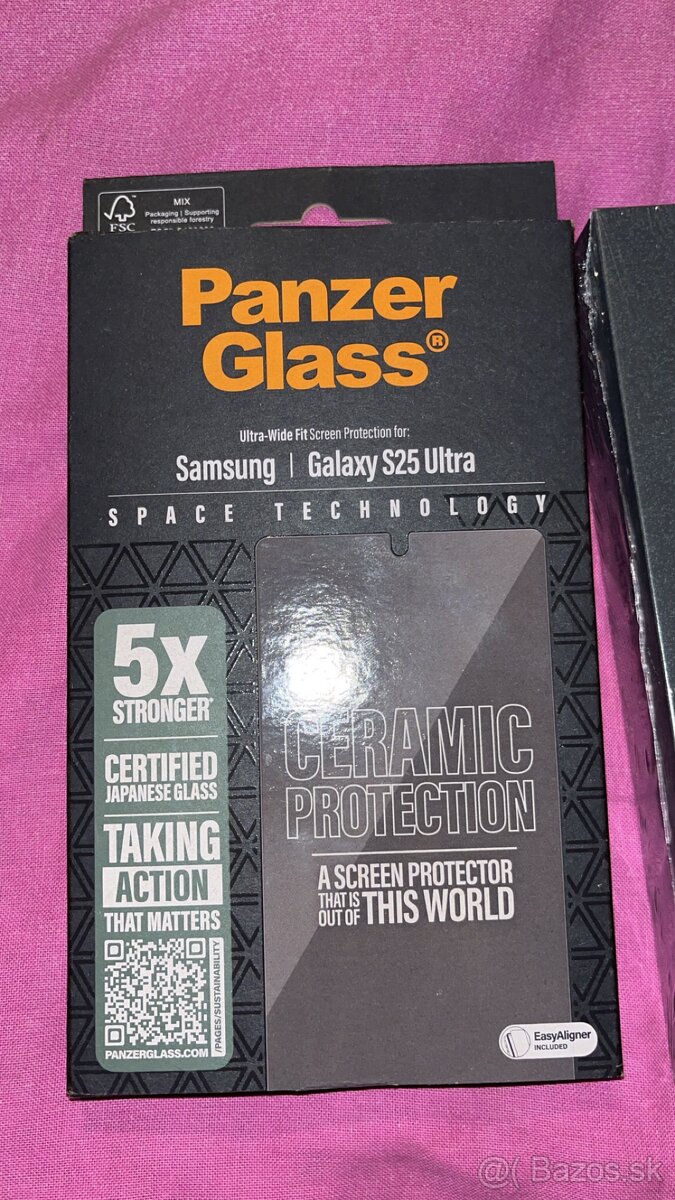 MIX
Packaging | Supporting
responsible forestry
FSC
Panzer
Glass®
Ultra-Wide Fit Screen Protection for:
Samsung | Galaxy S25 Ultra
SPACE TECHNOLOGY
5x
STRONGER*
CERTIFIED
JAPANESE GLASS
TAKING
ACTION
THAT MATTERS
PANZERGLASS.COM
/PAGES/SUSTAINABILITY
CERAMIC
PROTECTION
A SCREEN PROTECTOR
THAT IS
OUT OF THIS WORLD
EasyAligner
INCLUDED
@( Bazos.sk